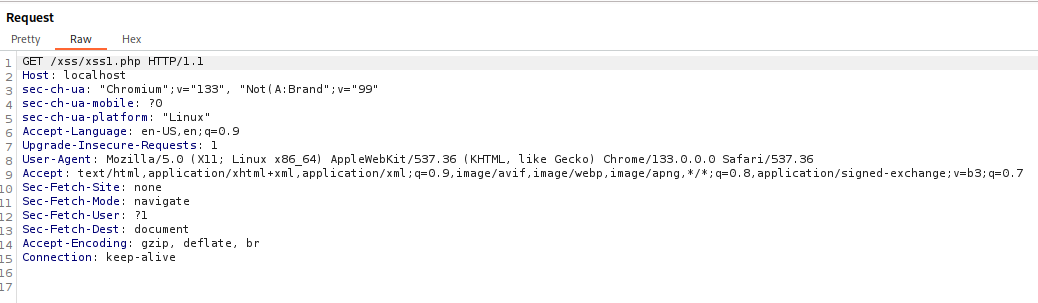 Request
Pretty Raw Hex
1 GET /xss/xss1.php HTTP/1.1
2 Host: localhost
3 sec-ch-ua: "Chromium";v="133", "Not(A:Brand";v="99"
4 sec-ch-ua-mobile: ?0
5 sec-ch-ua-platform: "Linux"
6 Accept-Language: en-US,en;q=0.9
7 Upgrade-Insecure-Requests: 1
8 User-Agent: Mozilla/5.0 (X11; Linux x86_64) AppleWebKit/537.36 (KHTML, like Gecko) Chrome/133.0.0.0 Safari/537.36
9 Accept: text/html,application/xhtml+xml,application/xml;q=0.9,image/avif,image/webp,image/apng,*/*;q=0.8,application/signed-exchange;v=b3;q=0.7
10 Sec-Fetch-Site: none
11 Sec-Fetch-Mode: navigate
12 Sec-Fetch-User: ?1
13 Sec-Fetch-Dest: document
14 Accept-Encoding: gzip, deflate, br
15 Connection: keep-alive
16
17